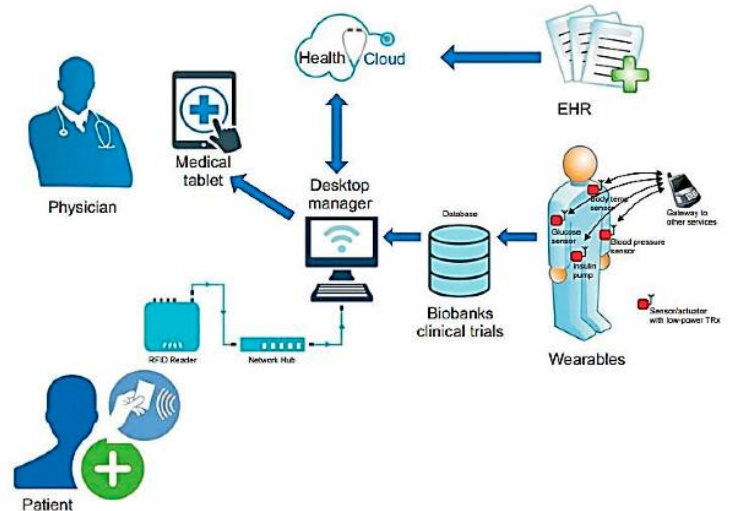 Health Cloud
EHR
Medical
tablet
Physician
Desktop
manager
Database
Body temp
sensor
Glucose
sensor
Gateway to
other services
Blood pressure
sensor
Insulin
pump
Biobanks
clinical trials
Sensor/actuator
with low-power TRx
Wearables
RFID Reader
Network Hub
Patient